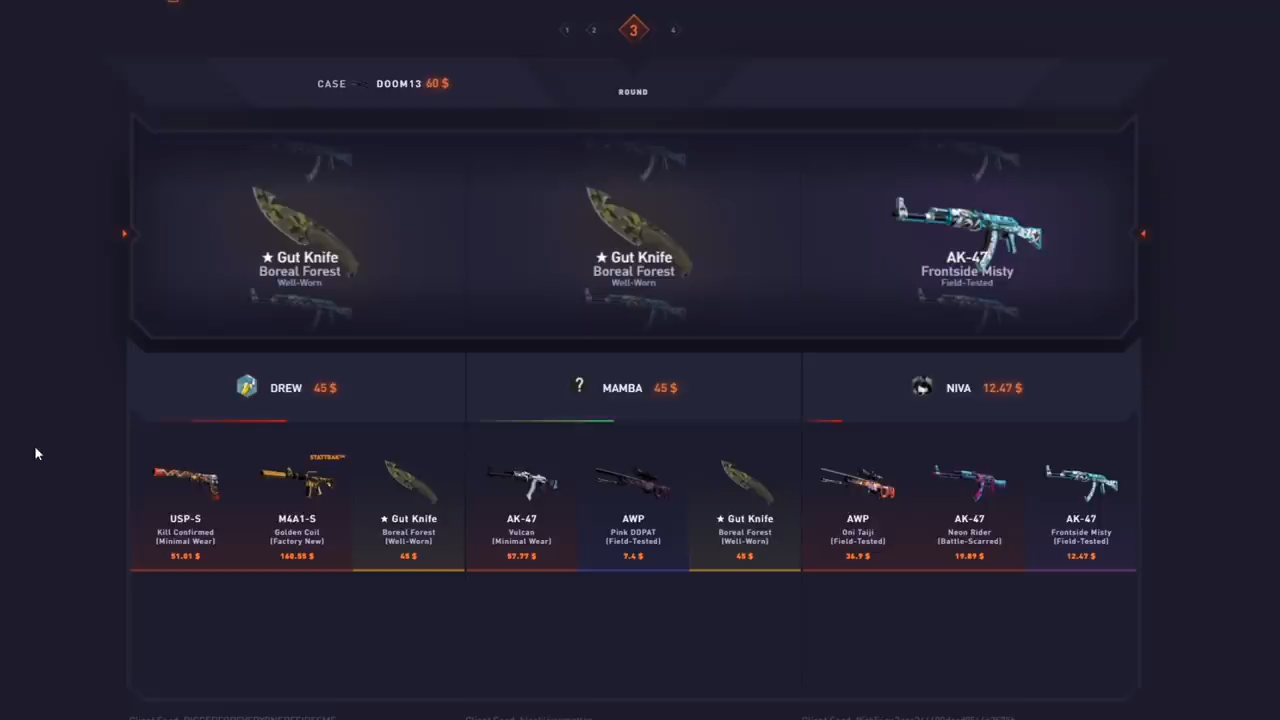 1 2 3 4
CASE DOOM13 60 $
ROUND
★ Gut Knife
Boreal Forest
Well-Worn
★ Gut Knife
Boreal Forest
Well-Worn
AK-47
Frontside Misty
Field-Tested
DREW 45 $
? MAMBA 45 $
NIVA 12.47 $
USP-S
Kill Confirmed
(Minimal Wear)
51.01 $
STATTRAK™
M4A1-S
Golden Coil
(Factory New)
160.55 $
★ Gut Knife
Boreal Forest
(Well-Worn)
45 $
AK-47
Vulcan
(Minimal Wear)
57.77 $
AWP
Pink DDPAT
(Field-Tested)
7.4 $
★ Gut Knife
Boreal Forest
(Well-Worn)
45 $
AWP
Oni Taiji
(Field-Tested)
36.9 $
AK-47
Neon Rider
(Battle-Scarred)
19.89 $
AK-47
Frontside Misty
(Field-Tested)
12.47 $